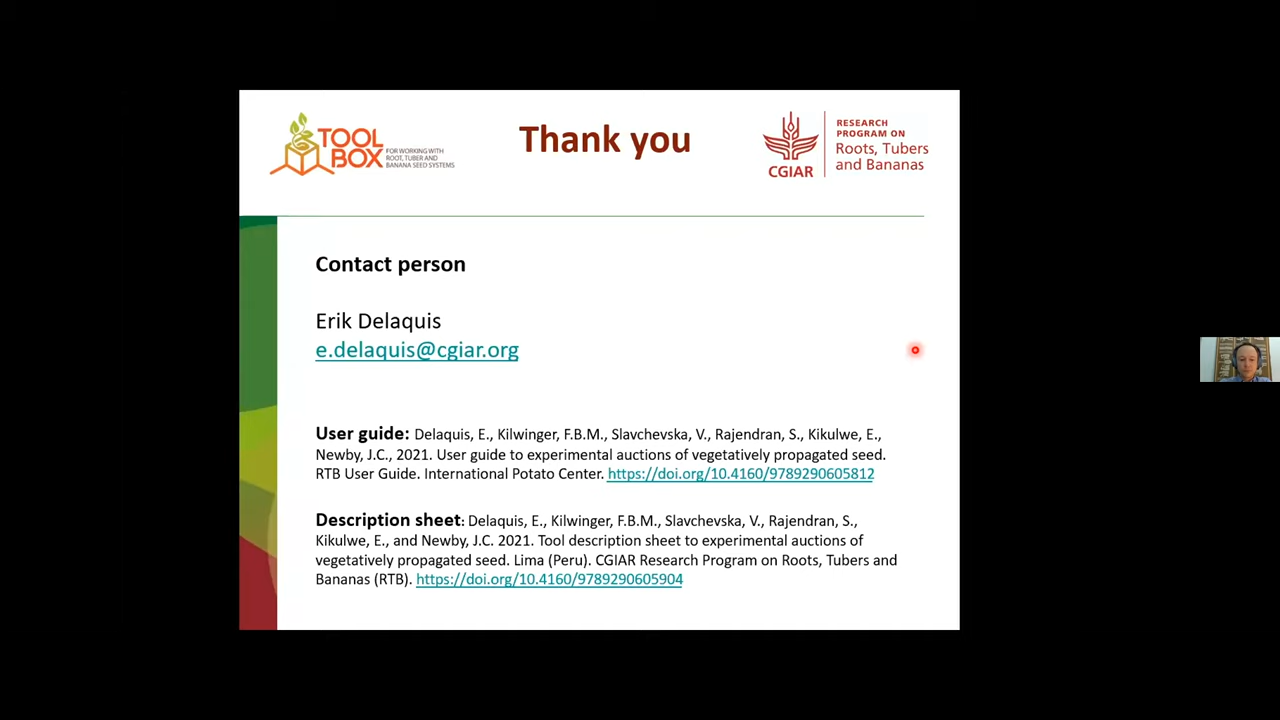 TOOL
BOX
FOR WORKING WITH
ROOT, TUBER AND
BANANA SEED SYSTEMS
Thank you
CGIAR
RESEARCH
PROGRAM ON
Roots, Tubers
and Bananas
Contact person
Erik Delaquis
e.delaquis@cgiar.org
User guide: Delaquis, E., Kilwinger, F.B.M., Slavchevska, V., Rajendran, S., Kikulwe, E.,
Newby, J.C., 2021. User guide to experimental auctions of vegetatively propagated seed.
RTB User Guide. International Potato Center. https://doi.org/10.4160/9789290605812
Description sheet: Delaquis, E., Kilwinger, F.B.M., Slavchevska, V., Rajendran, S.,
Kikulwe, E., and Newby, J.C. 2021. Tool description sheet to experimental auctions of
vegetatively propagated seed. Lima (Peru). CGIAR Research Program on Roots, Tubers and
Bananas (RTB). https://doi.org/10.4160/9789290605904